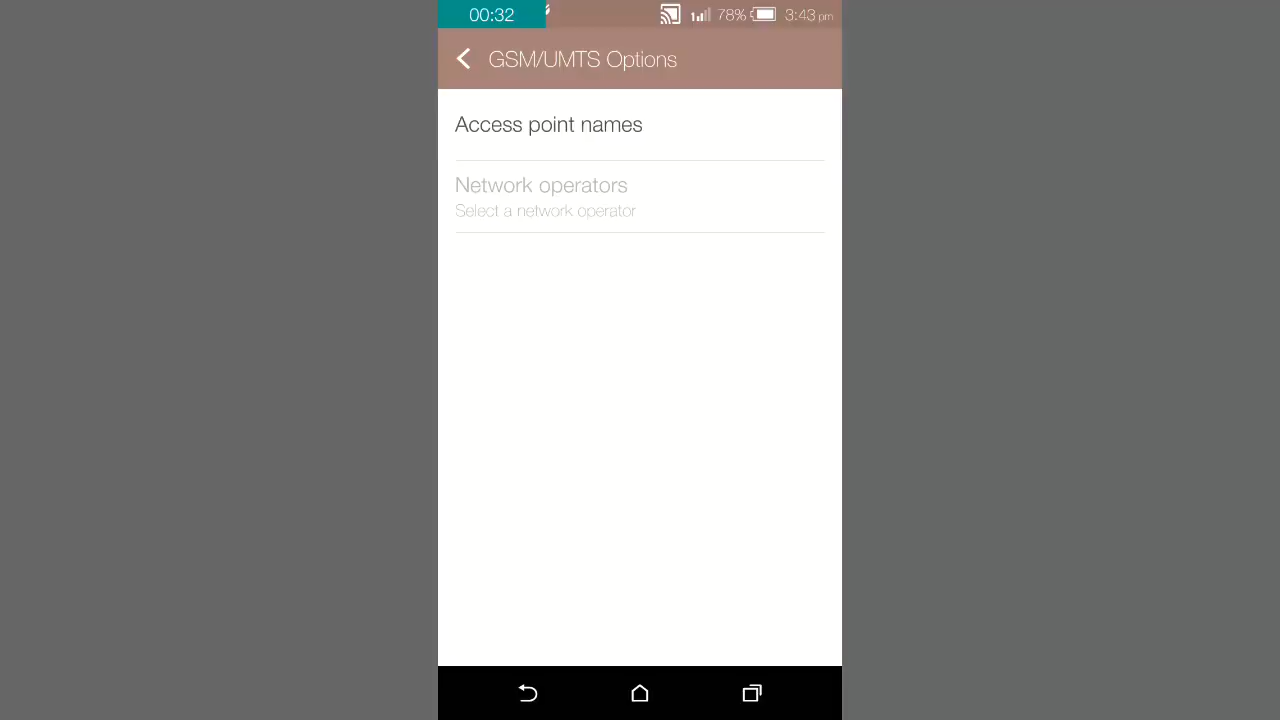 00:32 78% 3:43 pm
GSM/UMTS Options
Access point names
Network operators
Select a network operator